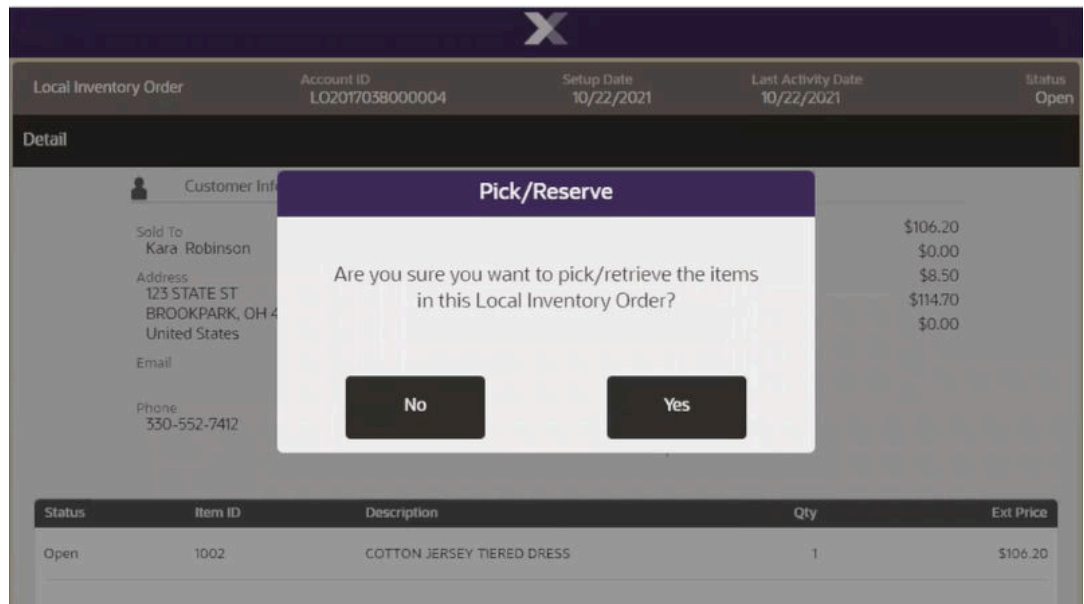 X
Local Inventory Order
Account ID
LO2017038000004
Setup Date
10/22/2021
Last Activity Date
10/22/2021
Status
Open
Detail
Customer Inf
Pick/Reserve
Are you sure you want to pick/retrieve the items
in this Local Inventory Order?
No
Yes
Sold To
Kara Robinson
Address
123 STATE ST
BROOKPARK, OH 4
United States
Email
Phone
330-552-7412
$106.20
$0.00
$8.50
$114.70
$0.00
Status Item ID Description Qty Ext Price
Open 1002 COTTON JERSEY TIERED DRESS 1 $106.20